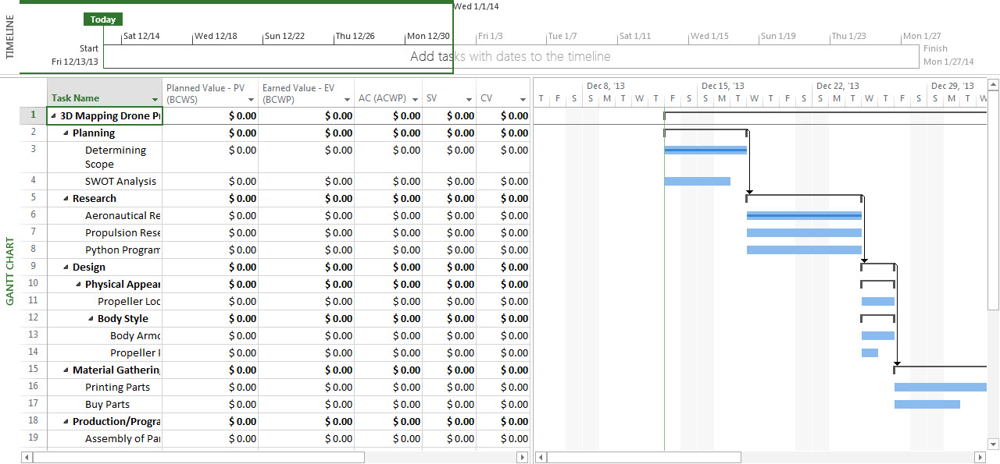 TIMELINE
Wed 1/1/14
Today
Sat 12/14 Wed 12/18 Sun 12/22 Thu 12/26 Mon 12/30 Fri 1/3 Tue 1/7 Sat 1/11 Wed 1/15 Sun 1/19 Thu 1/23 Mon 1/27
Start
Fri 12/13/13
Add tasks with dates to the timeline
Finish
Mon 1/27/14
GANTT CHART
Task Name Planned Value - PV (BCWS) Earned Value - EV (BCWP) AC (ACWP) SV CV
Dec 8, '13 Dec 15, '13 Dec 22, '13 Dec 29, '13
T F S S M T W T F S S M T W T F S S M T W T F S S M T W
1 3D Mapping Drone Pr $ 0.00 $ 0.00 $ 0.00 $ 0.00 $ 0.00
2 Planning $ 0.00 $ 0.00 $ 0.00 $ 0.00 $ 0.00
3 Determining Scope $ 0.00 $ 0.00 $ 0.00 $ 0.00 $ 0.00
4 SWOT Analysis $ 0.00 $ 0.00 $ 0.00 $ 0.00 $ 0.00
5 Research $ 0.00 $ 0.00 $ 0.00 $ 0.00 $ 0.00
6 Aeronautical Re $ 0.00 $ 0.00 $ 0.00 $ 0.00 $ 0.00
7 Propulsion Rese $ 0.00 $ 0.00 $ 0.00 $ 0.00 $ 0.00
8 Python Program $ 0.00 $ 0.00 $ 0.00 $ 0.00 $ 0.00
9 Design $ 0.00 $ 0.00 $ 0.00 $ 0.00 $ 0.00
10 Physical Appear $ 0.00 $ 0.00 $ 0.00 $ 0.00 $ 0.00
11 Propeller Loc $ 0.00 $ 0.00 $ 0.00 $ 0.00 $ 0.00
12 Body Style $ 0.00 $ 0.00 $ 0.00 $ 0.00 $ 0.00
13 Body Armo $ 0.00 $ 0.00 $ 0.00 $ 0.00 $ 0.00
14 Propeller $ 0.00 $ 0.00 $ 0.00 $ 0.00 $ 0.00
15 Material Gathering $ 0.00 $ 0.00 $ 0.00 $ 0.00 $ 0.00
16 Printing Parts $ 0.00 $ 0.00 $ 0.00 $ 0.00 $ 0.00
17 Buy Parts $ 0.00 $ 0.00 $ 0.00 $ 0.00 $ 0.00
18 Production/Progra $ 0.00 $ 0.00 $ 0.00 $ 0.00 $ 0.00
19 Assembly of Par $ 0.00 $ 0.00 $ 0.00 $ 0.00 $ 0.00